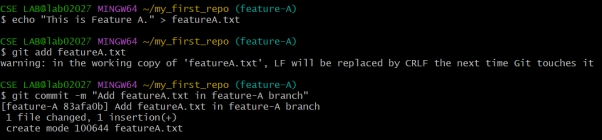 CSE LAB@lab02027 MINGW64 ~/my_first_repo (feature-A)
$ echo "This is Feature A." > featureA.txt
CSE LAB@lab02027 MINGW64 ~/my_first_repo (feature-A)
$ git add featureA.txt
warning: in the working copy of 'featureA.txt', LF will be replaced by CRLF the next time Git touches it
CSE LAB@lab02027 MINGW64 ~/my_first_repo (feature-A)
$ git commit -m "Add featureA.txt in feature-A branch"
[feature-A 83afa0b] Add featureA.txt in feature-A branch
1 file changed, 1 insertion(+)
create mode 100644 featureA.txt